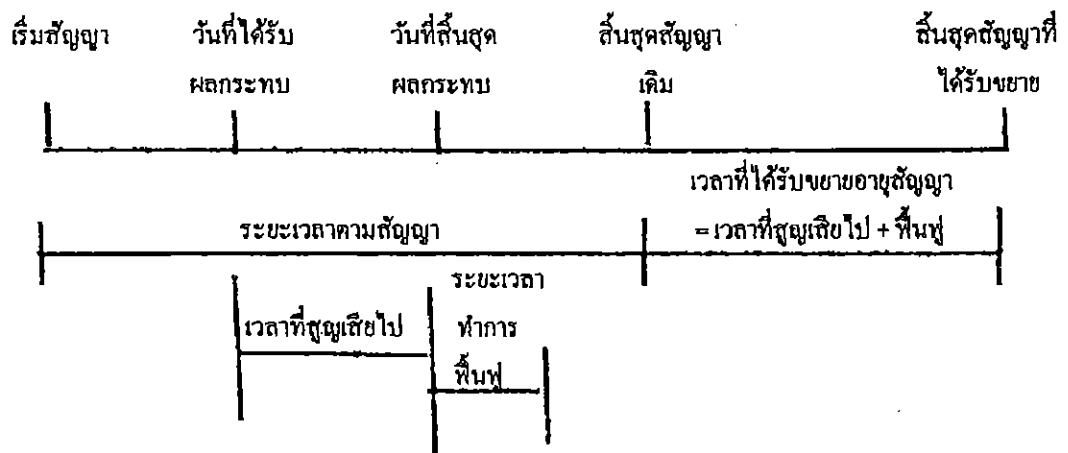 เริ่มสัญญา วันที่ได้รับ วันที่สิ้นสุด สิ้นสุดสัญญา สิ้นสุดสัญญาที่
ผลกระทบ ผลกระทบ เดิม ได้รับขยาย
เวลาที่ได้รับขยายอายุสัญญา
ระยะเวลาตามสัญญา = เวลาที่สูญเสียไป + ฟื้นฟู
ระยะเวลา
เวลาที่สูญเสียไป ทำการ
ฟื้นฟู